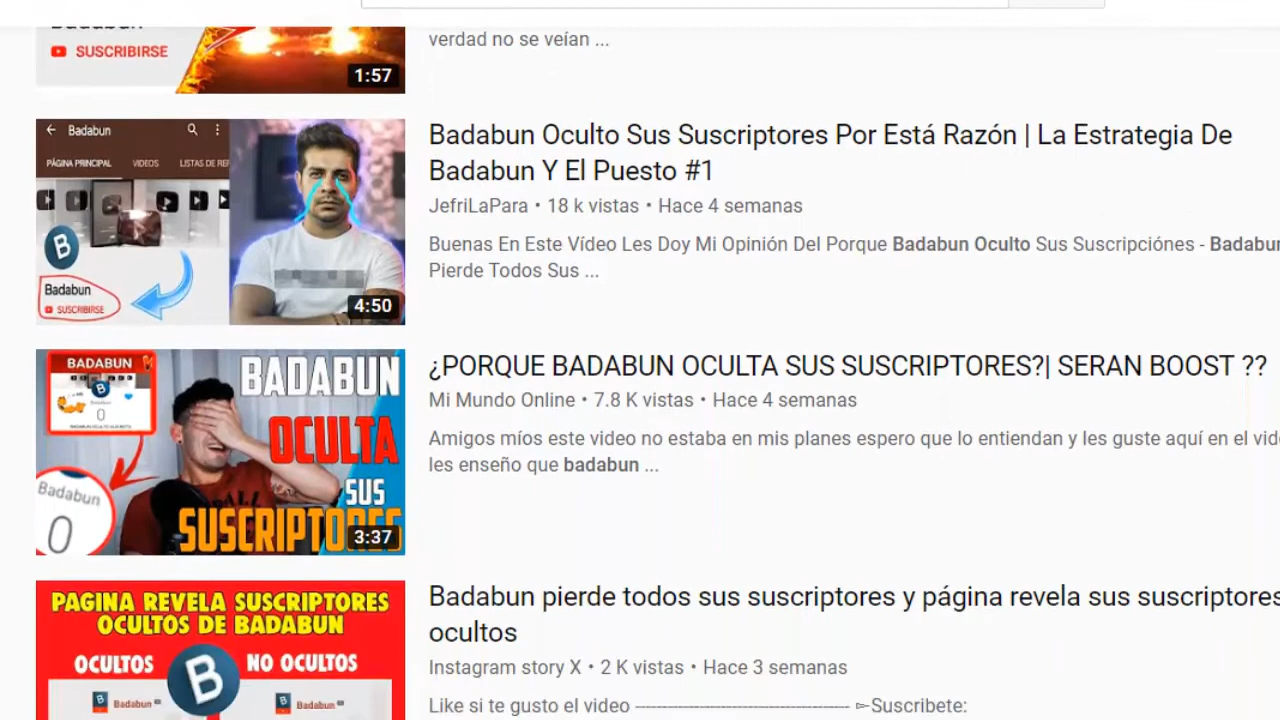 Badabun
SUSCRIBIRSE
1:57
verdad no se veían ...
Badabun
PÁGINA PRINCIPAL VIDEOS LISTAS DE REP
B
Badabun
SUSCRIBIRSE
4:50
Badabun Oculto Sus Suscriptores Por Está Razón | La Estrategia De
Badabun Y El Puesto #1
JefriLaPara • 18 k vistas • Hace 4 semanas
Buenas En Este Vídeo Les Doy Mi Opinión Del Porque Badabun Oculto Sus Suscripciónes - Badabun
Pierde Todos Sus ...
BADABUN
B
0
Badabun
0
BADABUN
OCULTA
SUS
SUSCRIPTORES
3:37
¿PORQUE BADABUN OCULTA SUS SUSCRIPTORES?| SERAN BOOST ??
Mi Mundo Online • 7.8 K vistas • Hace 4 semanas
Amigos míos este video no estaba en mis planes espero que lo entiendan y les guste aquí en el vide
les enseño que badabun ...
PAGINA REVELA SUSCRIPTORES
OCULTOS DE BADABUN
OCULTOS B NO OCULTOS
Badabun Badabun
Badabun pierde todos sus suscriptores y página revela sus suscriptores
ocultos
Instagram story X • 2 K vistas • Hace 3 semanas
Like si te gusto el video ---------------------------------------- ▻Suscribete: